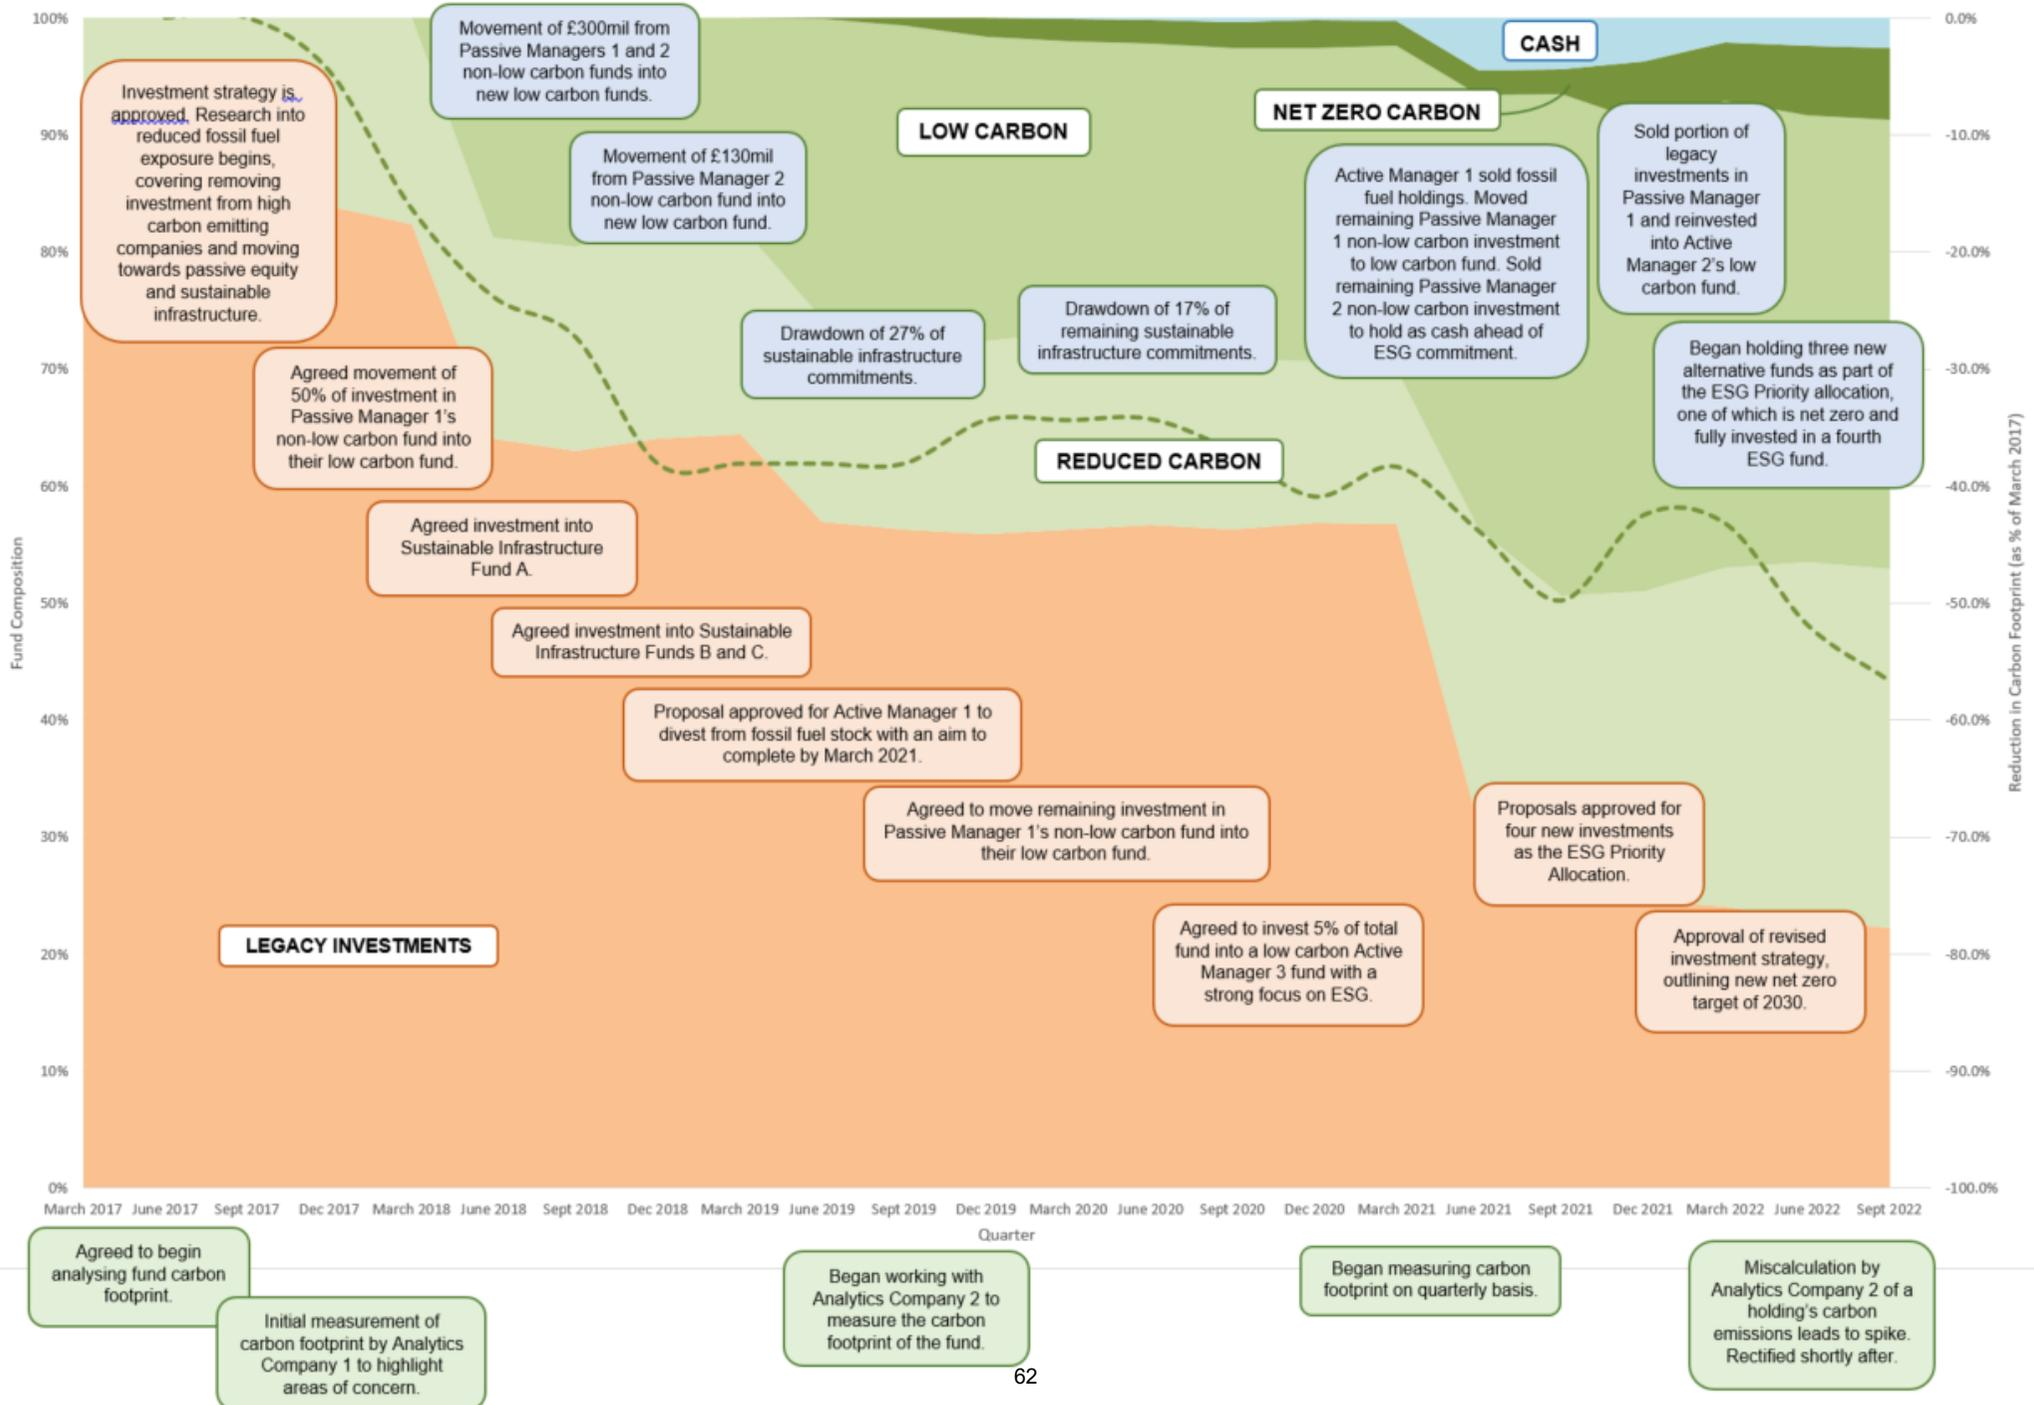 100%
90%
80%
70%
60%
50%
40%
30%
20%
10%
0%
Fund Composition
0.0%
-10.0%
-20.0%
-30.0%
-40.0%
-50.0%
-60.0%
-70.0%
-80.0%
-90.0%
-100.0%
Reduction in Carbon Footprint (as % of March 2017)
Investment strategy is
approved. Research into
reduced fossil fuel
exposure begins,
covering removing
investment from high
carbon emitting
companies and moving
towards passive equity
and sustainable
infrastructure.
Movement of £300mil from
Passive Managers 1 and 2
non-low carbon funds into
new low carbon funds.
Movement of £130mil
from Passive Manager 2
non-low carbon fund into
new low carbon fund.
LOW CARBON
CASH
NET ZERO CARBON
Active Manager 1 sold fossil
fuel holdings. Moved
remaining Passive Manager
1 non-low carbon investment
to low carbon fund. Sold
remaining Passive Manager
2 non-low carbon investment
to hold as cash ahead of
ESG commitment.
Sold portion of
legacy
investments in
Passive Manager
1 and reinvested
into Active
Manager 2's low
carbon fund.
Drawdown of 27% of
sustainable infrastructure
commitments.
Drawdown of 17% of
remaining sustainable
infrastructure commitments.
Began holding three new
alternative funds as part of
the ESG Priority allocation,
one of which is net zero and
fully invested in a fourth
ESG fund.
Agreed movement of
50% of investment in
Passive Manager 1's
non-low carbon fund into
their low carbon fund.
REDUCED CARBON
Agreed investment into
Sustainable Infrastructure
Fund A.
Agreed investment into Sustainable
Infrastructure Funds B and C.
Proposal approved for Active Manager 1 to
divest from fossil fuel stock with an aim to
complete by March 2021.
Agreed to move remaining investment in
Passive Manager 1's non-low carbon fund into
their low carbon fund.
Proposals approved for
four new investments
as the ESG Priority
Allocation.
Agreed to invest 5% of total
fund into a low carbon Active
Manager 3 fund with a
strong focus on ESG.
Approval of revised
investment strategy,
outlining new net zero
target of 2030.
LEGACY INVESTMENTS
March 2017 June 2017 Sept 2017 Dec 2017 March 2018 June 2018 Sept 2018 Dec 2018 March 2019 June 2019 Sept 2019 Dec 2019 March 2020 June 2020 Sept 2020 Dec 2020 March 2021 June 2021 Sept 2021 Dec 2021 March 2022 June 2022 Sept 2022
Quarter
Agreed to begin
analysing fund carbon
footprint.
Initial measurement of
carbon footprint by Analytics
Company 1 to highlight
areas of concern.
Began working with
Analytics Company 2 to
measure the carbon
footprint of the fund.
Began measuring carbon
footprint on quarterly basis.
Miscalculation by
Analytics Company 2 of a
holding's carbon
emissions leads to spike.
Rectified shortly after.
62